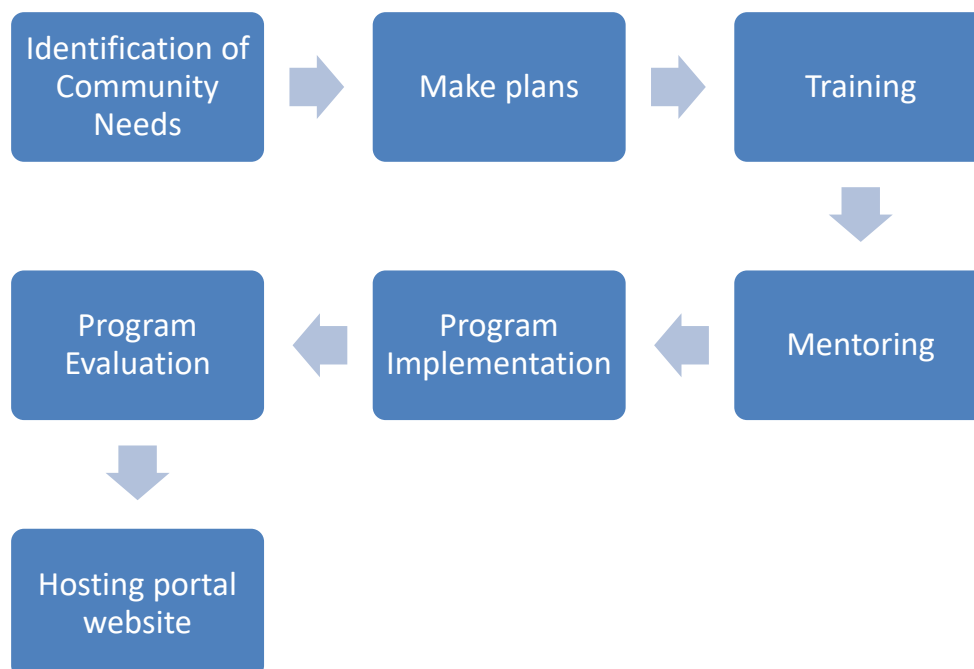 Identification of
Community
Needs
Make plans
Training
Mentoring
Program
Implementation
Program
Evaluation
Hosting portal
website